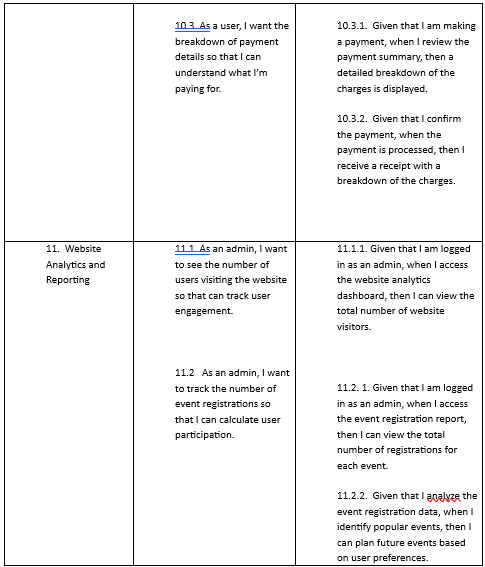 10.3 As a user, I want the
breakdown of payment
details so that I can
understand what I'm
paying for.
10.3.1. Given that I am making
a payment, when I review the
payment summary, then a
detailed breakdown of the
charges is displayed.
10.3.2. Given that I confirm
the payment, when the
payment is processed, then I
receive a receipt with a
breakdown of the charges.
11. Website
Analytics and
Reporting
11.1 As an admin, I want
to see the number of
users visiting the website
so that can track user
engagement.
11.1.1. Given that I am logged
in as an admin, when I access
the website analytics
dashboard, then I can view the
total number of website
visitors.
11.2 As an admin, I want
to track the number of
event registrations so
that I can calculate user
participation.
11.2. 1. Given that I am logged
in as an admin, when I access
the event registration report,
then I can view the total
number of registrations for
each event.
11.2.2. Given that I analyze the
event registration data, when I
identify popular events, then I
can plan future events based
on user preferences.